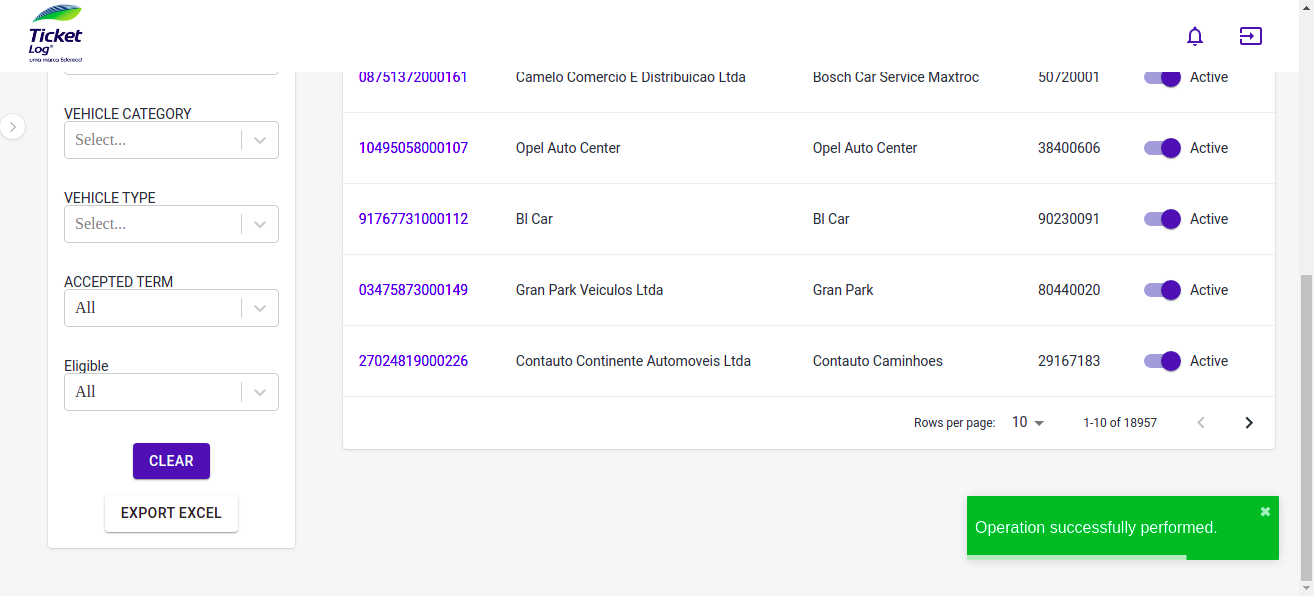 Ticket
Log®
uma marca Edenred
VEHICLE CATEGORY
Select...
VEHICLE TYPE
Select...
ACCEPTED TERM
All
Eligible
All
CLEAR
EXPORT EXCEL
08751372000161 Camelo Comercio E Distribuicao Ltda Bosch Car Service Maxtroc 50720001 Active
10495058000107 Opel Auto Center Opel Auto Center 38400606 Active
91767731000112 Bl Car Bl Car 90230091 Active
03475873000149 Gran Park Veiculos Ltda Gran Park 80440020 Active
27024819000226 Contauto Continente Automoveis Ltda Contauto Caminhoes 29167183 Active
Rows per page: 10 1-10 of 18957
Operation successfully performed.